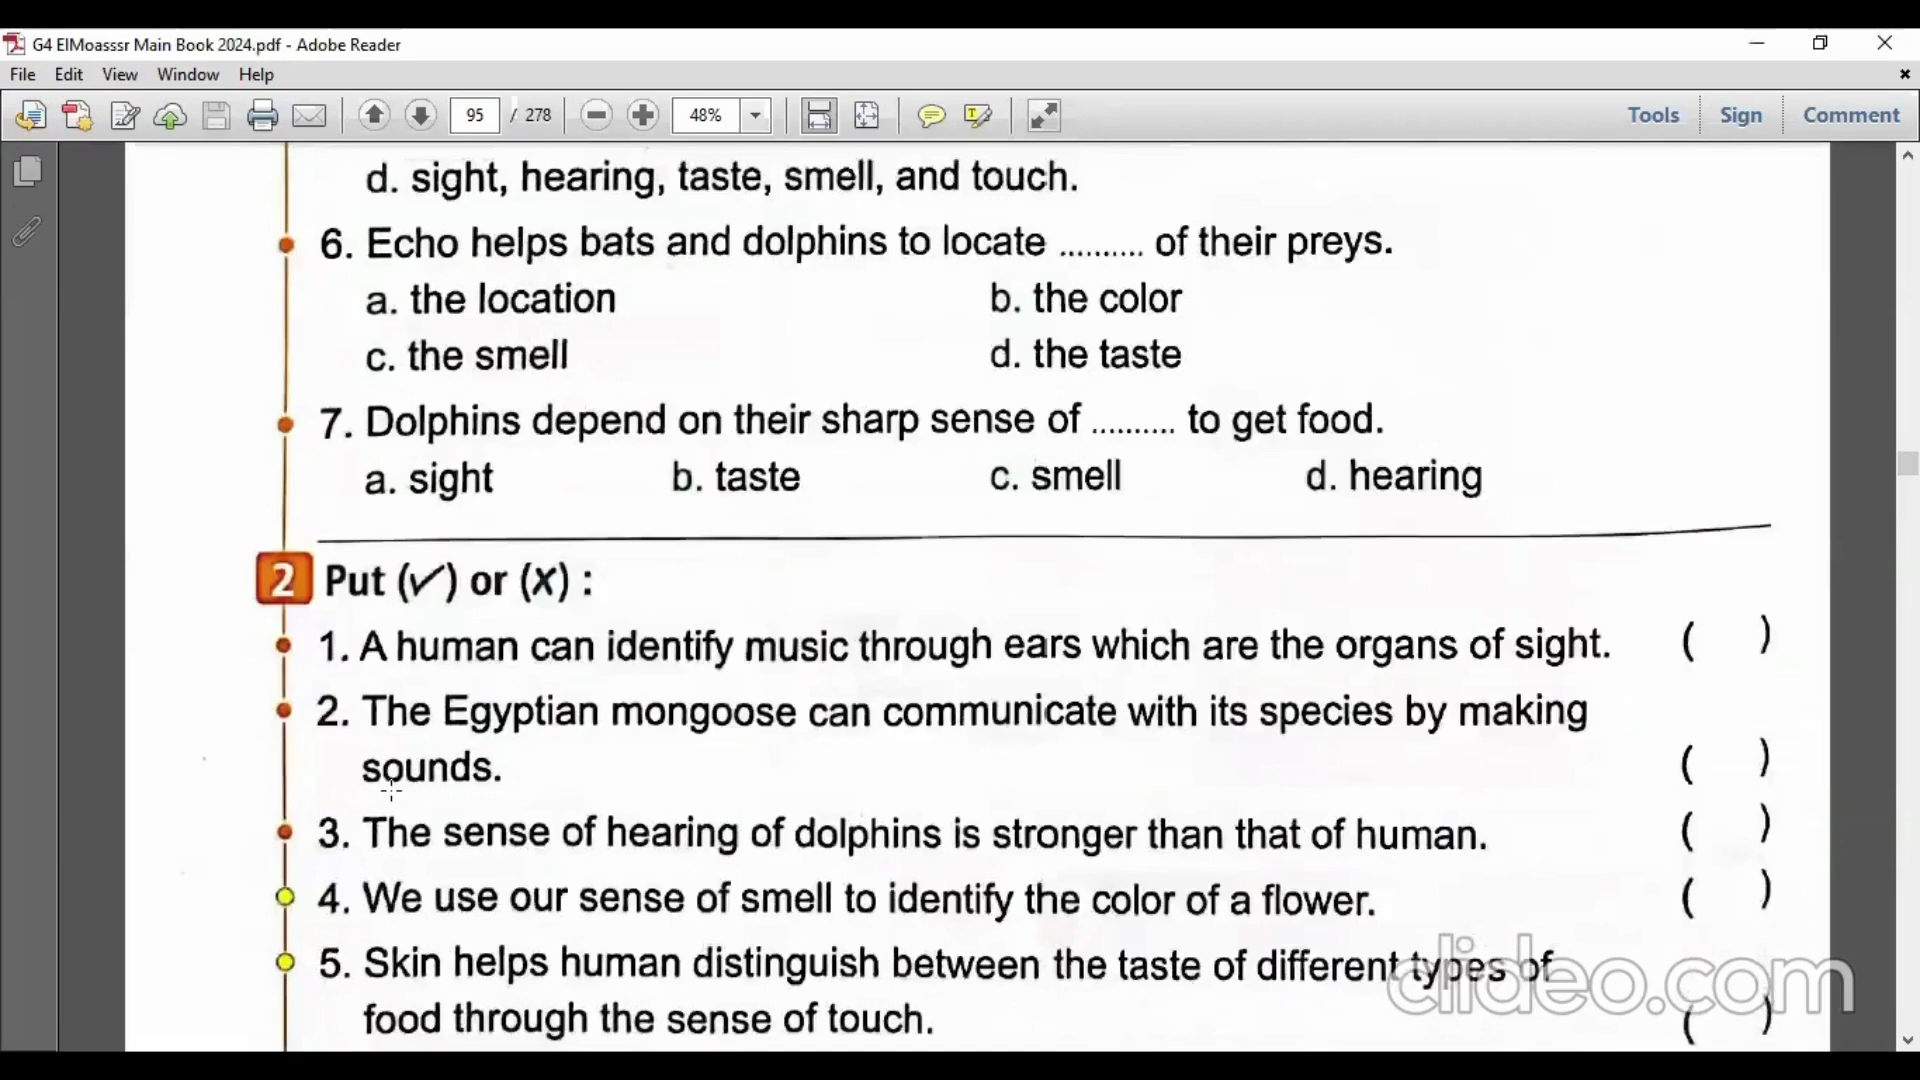 G4 ElMoasssr Main Book 2024.pdf - Adobe Reader
File Edit View Window Help
95 / 278 48% Tools Sign Comment
d. sight, hearing, taste, smell, and touch.
6. Echo helps bats and dolphins to locate .......... of their preys.
a. the location b. the color
c. the smell d. the taste
7. Dolphins depend on their sharp sense of .......... to get food.
a. sight b. taste c. smell d. hearing
2 Put (✓) or (X) :
1. A human can identify music through ears which are the organs of sight. ( )
2. The Egyptian mongoose can communicate with its species by making
sounds. ( )
3. The sense of hearing of dolphins is stronger than that of human. ( )
4. We use our sense of smell to identify the color of a flower. ( )
5. Skin helps human distinguish between the taste of different types of
food through the sense of touch. ( )
clideo.com